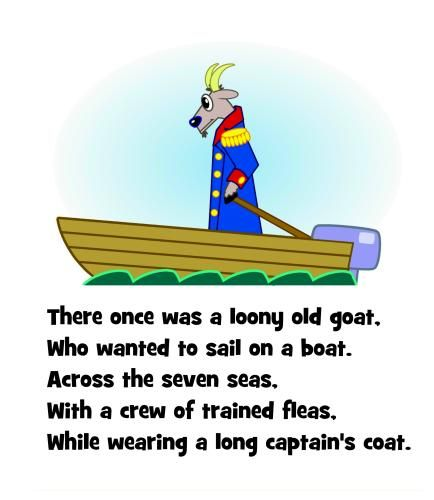 There once was a loony old goat,
Who wanted to sail on a boat.
Across the seven seas,
With a crew of trained fleas,
While wearing a long captain's coat.